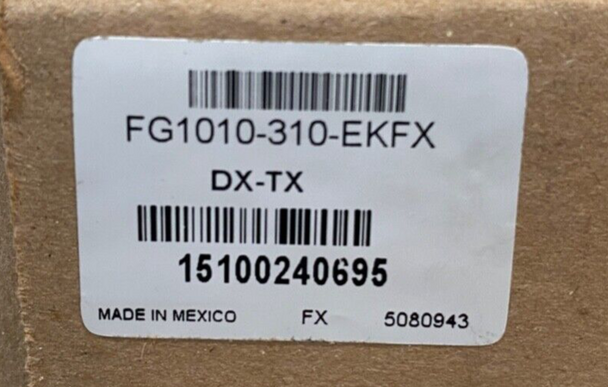 FG1010-310-EKFX
DX-TX
15100240695
MADE IN MEXICO FX 5080943